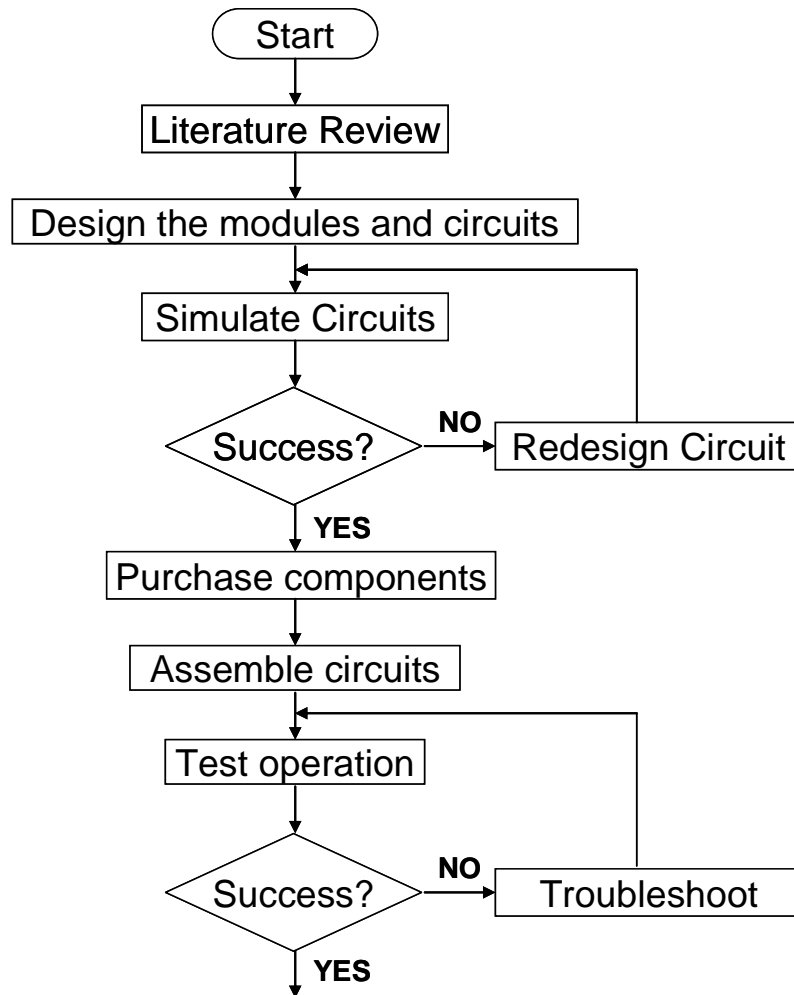 Start
Literature Review
Design the modules and circuits
Simulate Circuits
Success?
NO
Redesign Circuit
YES
Purchase components
Assemble circuits
Test operation
Success?
NO
Troubleshoot
YES